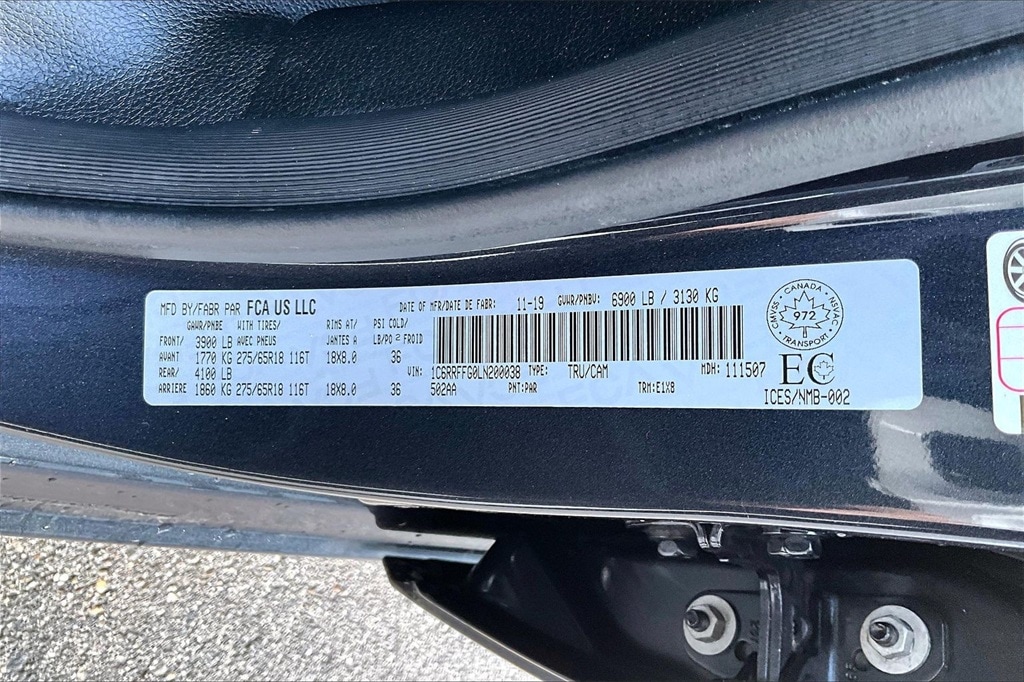 MFD BY/FABR PAR FCA US LLC DATE OF MFR/DATE DE FABR: 11-19 GVWR/PNBV: 6900 LB / 3130 KG
GAWR/PNBE WITH TIRES/ RIMS AT/ PSI COLD/
FRONT/ 3900 LB AVEC PNEUS JANTES A LB/PO² FROID
AVANT 1770 KG 275/65R18 116T 18X8.0 36
REAR/ 4100 LB
ARRIERE 1860 KG 275/65R18 116T 18X8.0 36
VIN: 1C6RRFFG0LN200038 TYPE: TRU/CAM MDH: 111507
502AA PNT:PAR TRM:E1X8
CANADA
CMVSS
NSVAC
972
TRANSPORT
EC
ICES/NMB-002